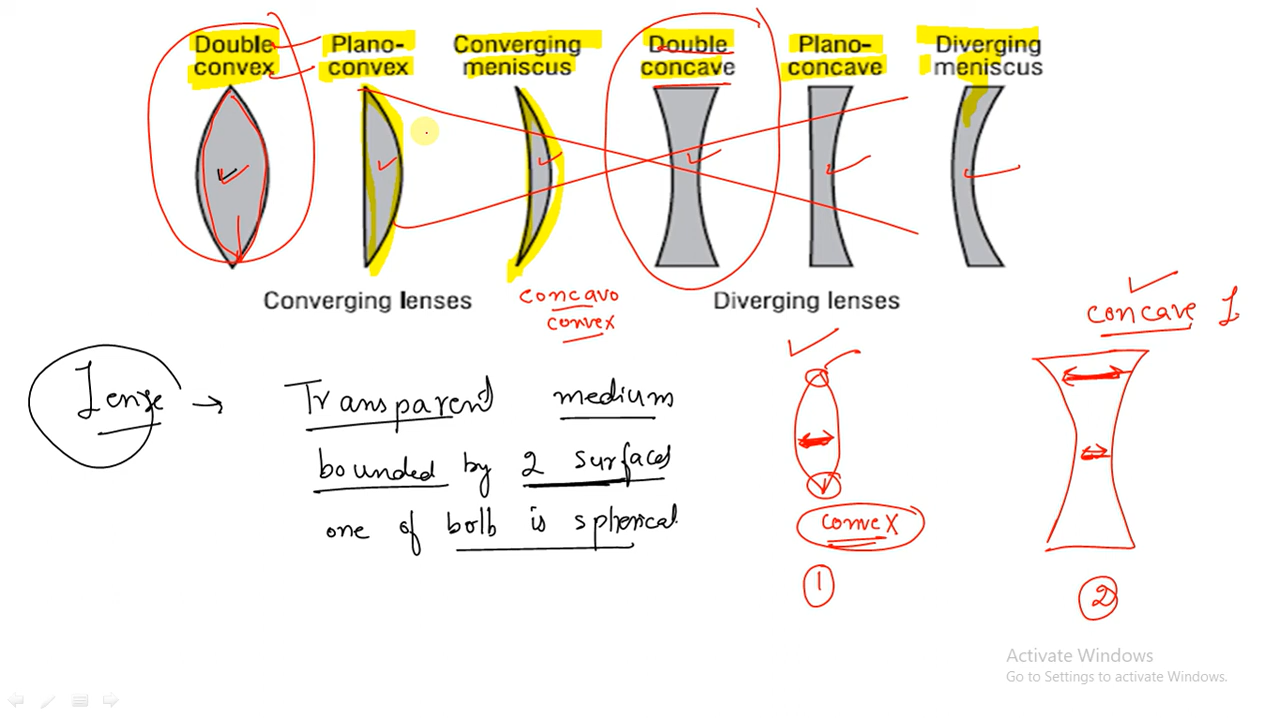 Double
convex
Plano-
convex
Converging
meniscus
Double
concave
Plano-
concave
Diverging
meniscus
Converging lenses
concavo
convex
Diverging lenses
concave L
Lense → Transparent medium
bounded by 2 surfaces
one of both is spherical
convex
1
2
Activate Windows
Go to Settings to activate Windows.